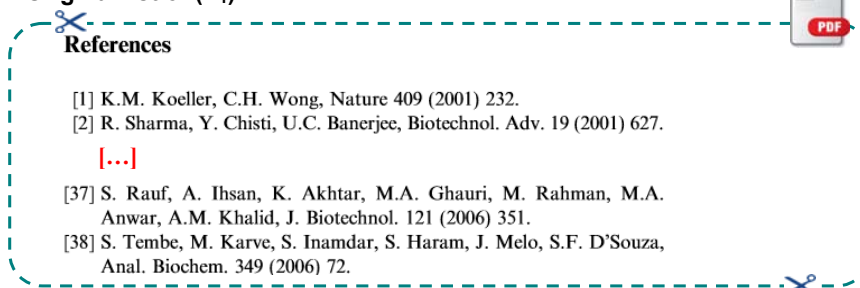 PDF
References
[1] K.M. Koeller, C.H. Wong, Nature 409 (2001) 232.
[2] R. Sharma, Y. Chisti, U.C. Banerjee, Biotechnol. Adv. 19 (2001) 627.
[...]
[37] S. Rauf, A. Ihsan, K. Akhtar, M.A. Ghauri, M. Rahman, M.A.
Anwar, A.M. Khalid, J. Biotechnol. 121 (2006) 351.
[38] S. Tembe, M. Karve, S. Inamdar, S. Haram, J. Melo, S.F. D'Souza,
Anal. Biochem. 349 (2006) 72.